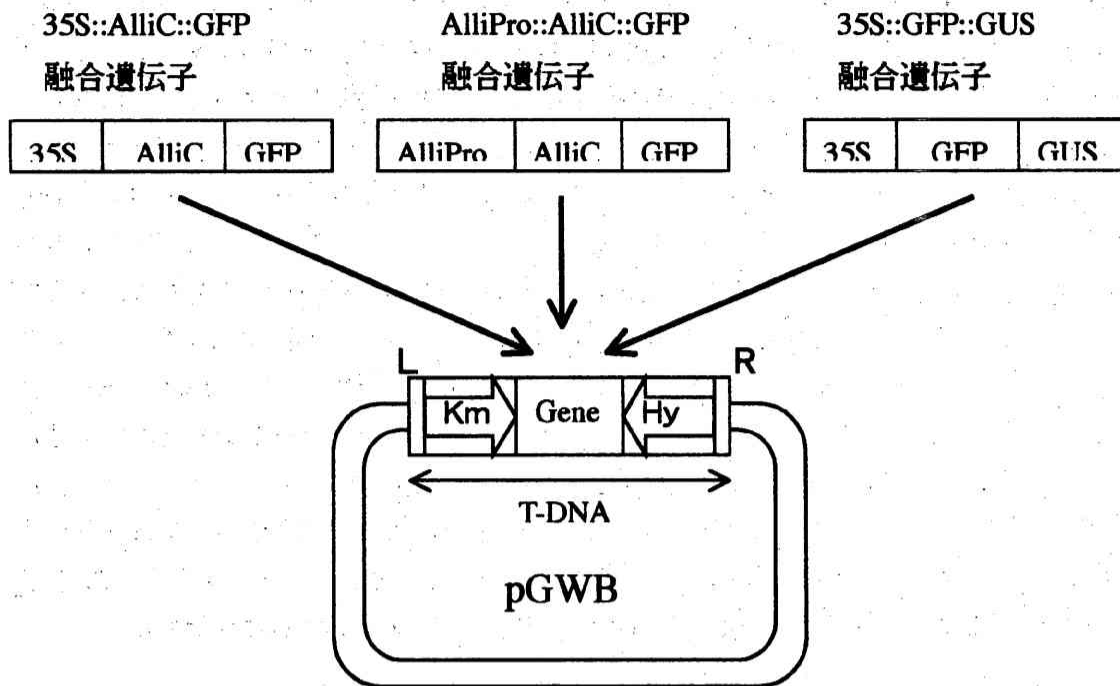 35S::AlliC::GFP
融合遺伝子
35S AlliC GFP
AlliPro::AlliC::GFP
融合遺伝子
AlliPro AlliC GFP
35S::GFP::GUS
融合遺伝子
35S GFP GUS
L R
Km Gene Hy
T-DNA
pGWB